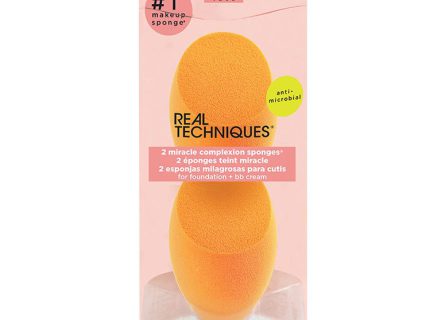 #1
makeup
sponge◊
anti-
microbial
REAL
TECHNIQUES®
2 miracle complexion sponges®
2 éponges teint miracle
2 esponjas milagrosas para cutis
for foundation + bb cream